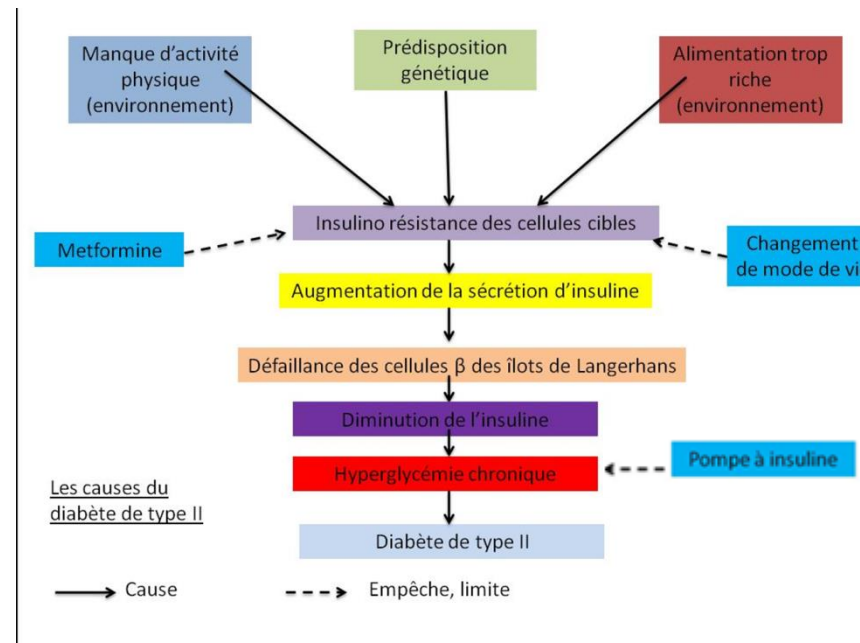 Manque d'activité
physique
(environnement)
Prédisposition
génétique
Alimentation trop
riche
(environnement)
Insulino résistance des cellules cibles
Metformine
Changement
de mode de vi
Augmentation de la sécrétion d'insuline
Défaillance des cellules β des îlots de Langerhans
Diminution de l'insuline
Hyperglycémie chronique
Pompe à insuline
Les causes du
diabète de type II
Diabète de type II
Cause
Empêche, limite